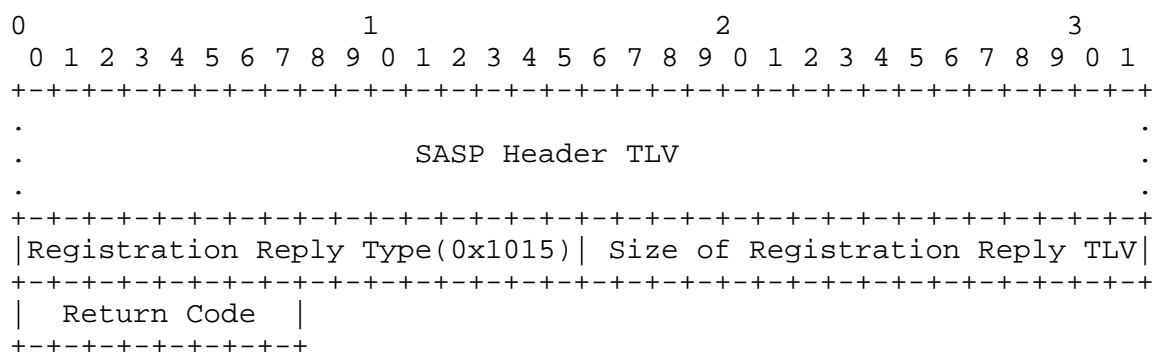 0                   1                   2                   3
 0 1 2 3 4 5 6 7 8 9 0 1 2 3 4 5 6 7 8 9 0 1 2 3 4 5 6 7 8 9 0 1
+-+-+-+-+-+-+-+-+-+-+-+-+-+-+-+-+-+-+-+-+-+-+-+-+-+-+-+-+-+-+-+-+
.                                                               .
.                      SASP Header TLV                          .
.                                                               .
+-+-+-+-+-+-+-+-+-+-+-+-+-+-+-+-+-+-+-+-+-+-+-+-+-+-+-+-+-+-+-+-+
|Registration Reply Type(0x1015)| Size of Registration Reply TLV|
+-+-+-+-+-+-+-+-+-+-+-+-+-+-+-+-+-+-+-+-+-+-+-+-+-+-+-+-+-+-+-+-+
|  Return Code  |
+-+-+-+-+-+-+-+-+